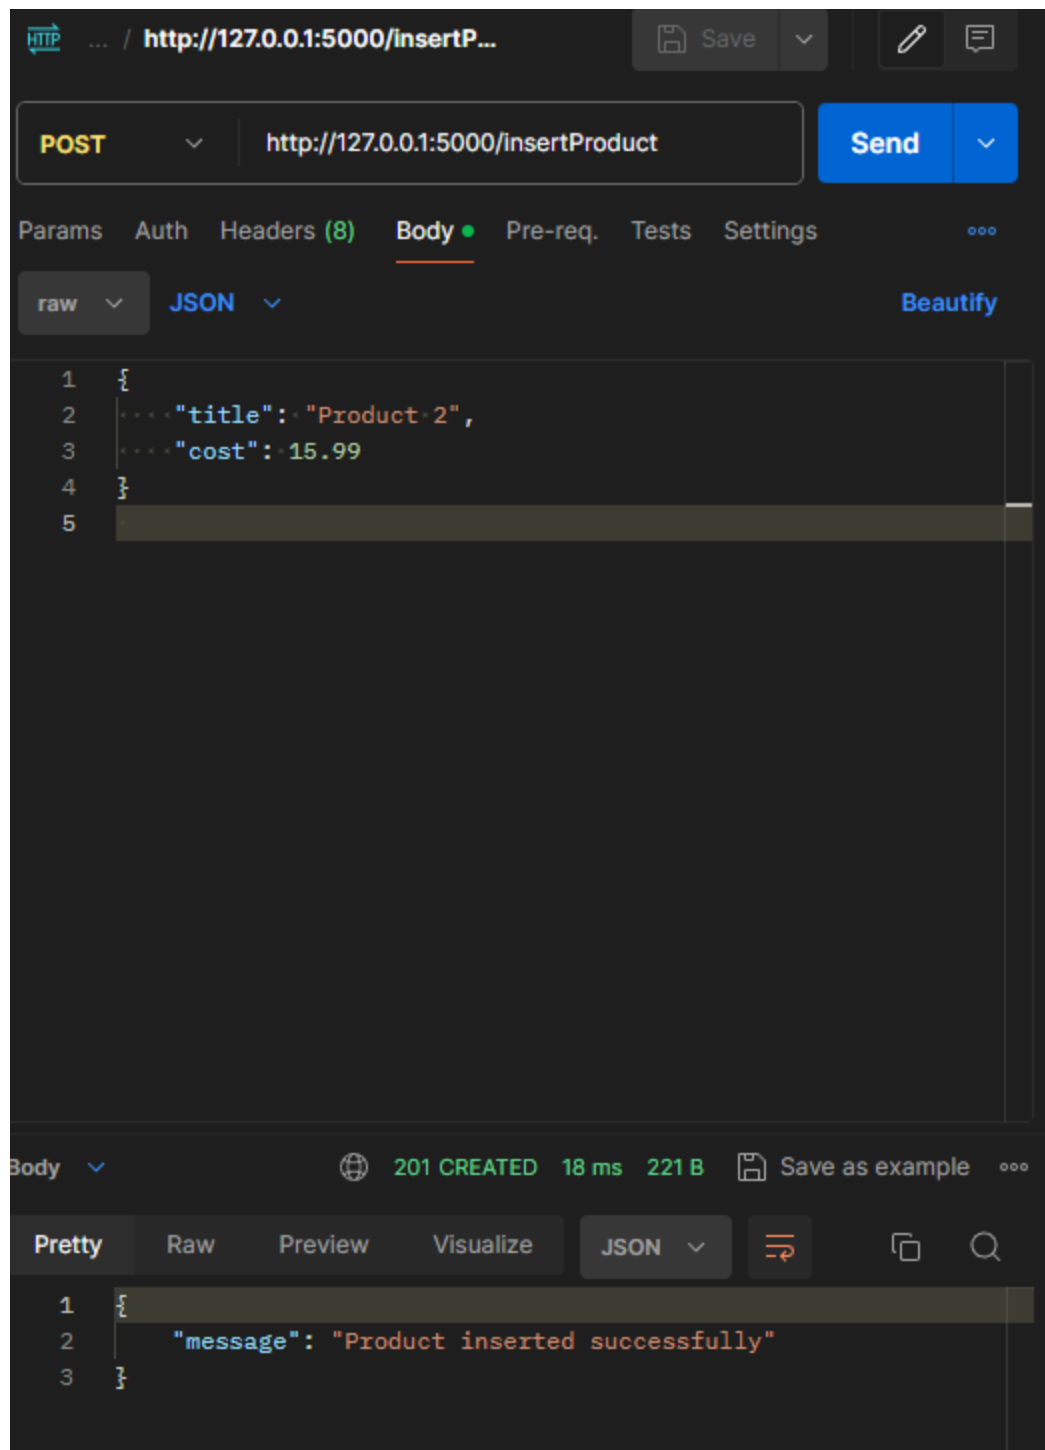 HTTP ... / http://127.0.0.1:5000/insertP... Save
POST http://127.0.0.1:5000/insertProduct Send
Params Auth Headers (8) Body Pre-req. Tests Settings
raw JSON Beautify
1 {
2 "title": "Product 2",
3 "cost": 15.99
4 }
5
Body 201 CREATED 18 ms 221 B Save as example
Pretty Raw Preview Visualize JSON
1 {
2 "message": "Product inserted successfully"
3 }